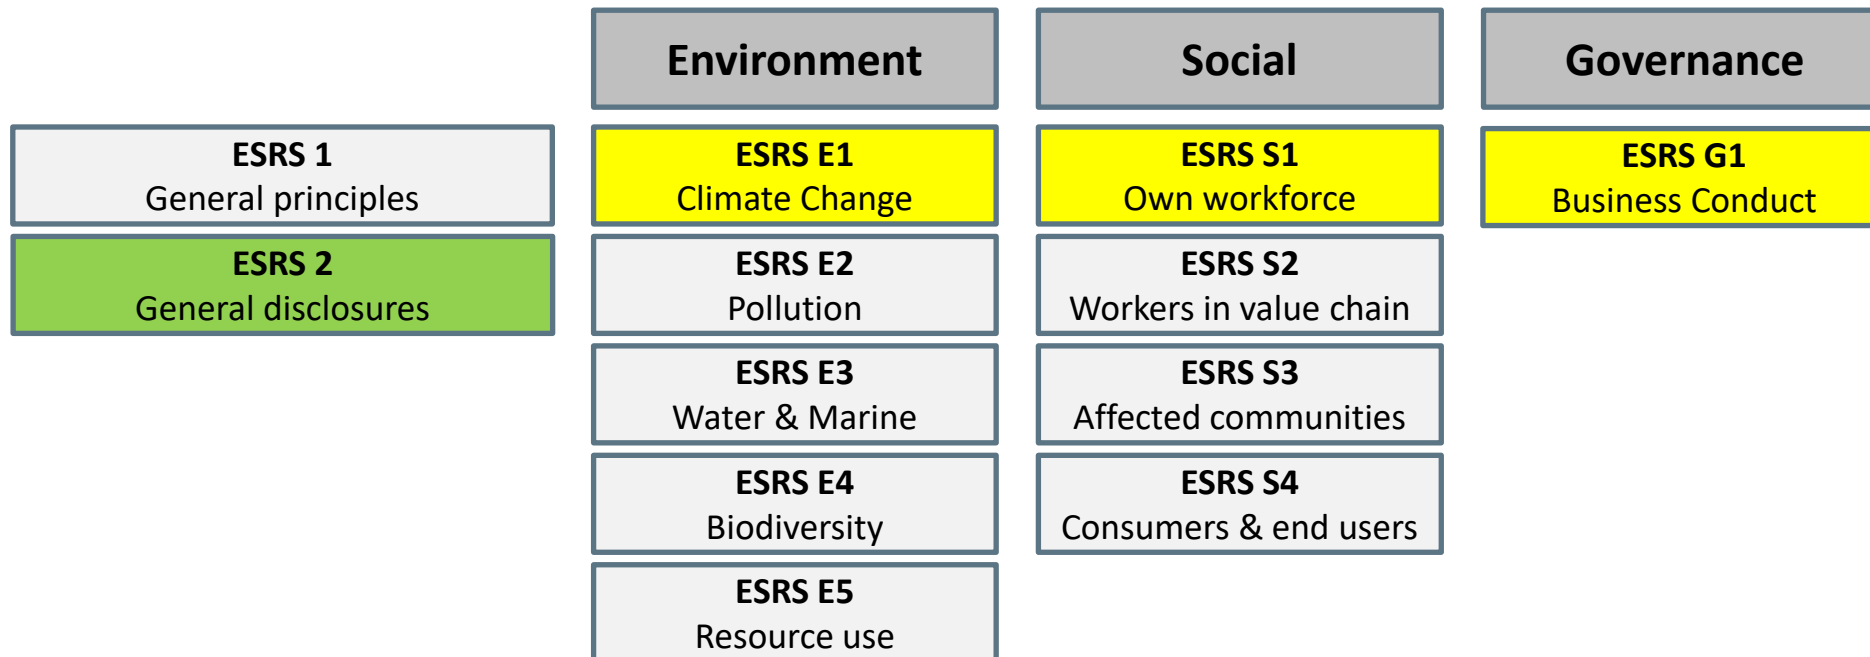 Environment
Social
Governance
ESRS 1
General principles
ESRS 2
General disclosures
ESRS E1
Climate Change
ESRS E2
Pollution
ESRS E3
Water & Marine
ESRS E4
Biodiversity
ESRS E5
Resource use
ESRS S1
Own workforce
ESRS S2
Workers in value chain
ESRS S3
Affected communities
ESRS S4
Consumers & end users
ESRS G1
Business Conduct